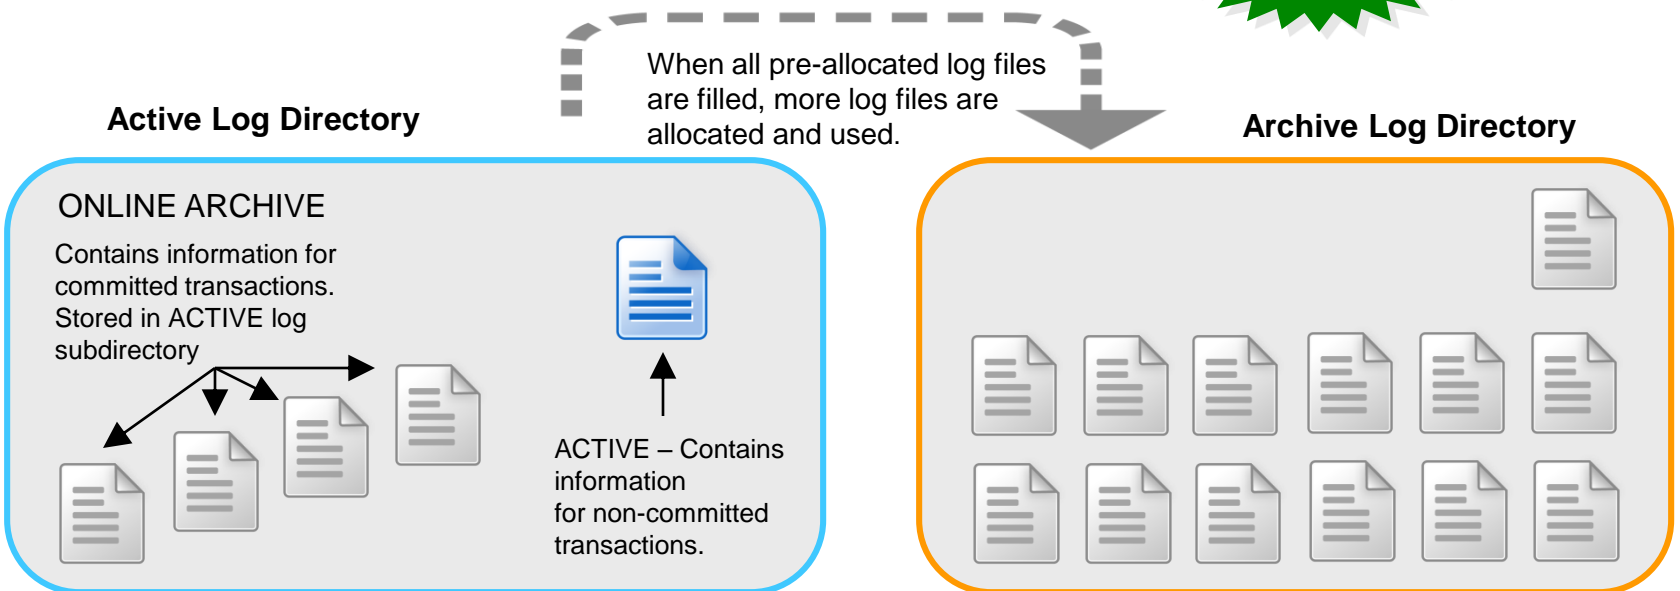 When all pre-allocated log files
are filled, more log files are
allocated and used.
Active Log Directory
Archive Log Directory
ONLINE ARCHIVE
Contains information for
committed transactions.
Stored in ACTIVE log
subdirectory
ACTIVE – Contains
information
for non-committed
transactions.